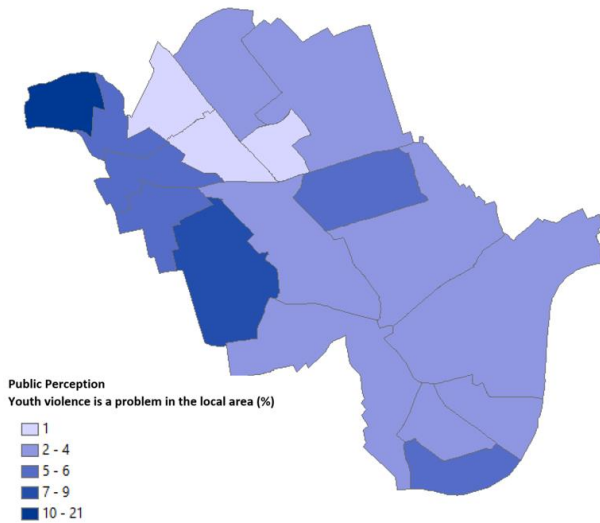 Public Perception
Youth violence is a problem in the local area (%)
1
2 - 4
5 - 6
7 - 9
10 - 21